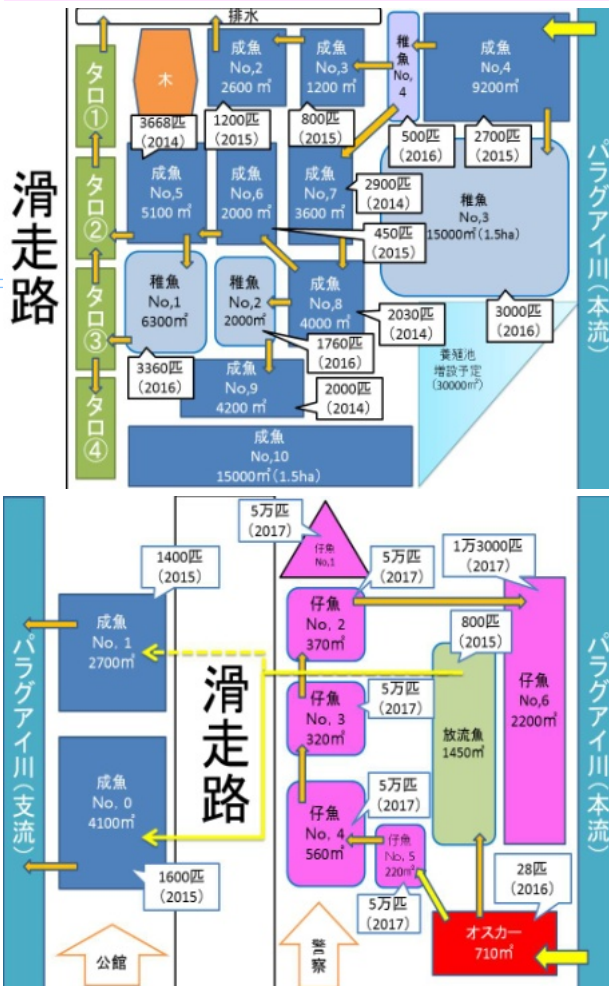 排水
タロ①
タロ②
タロ③
タロ④
滑走路
木
成魚
No,2
2600 ㎡
成魚
No,3
1200 ㎡
稚魚
No,
4
成魚
No,4
9200㎡
3668匹
(2014)
1200匹
(2015)
800匹
(2015)
500匹
(2016)
2700匹
(2015)
成魚
No,5
5100 ㎡
成魚
No,6
2000 ㎡
成魚
No,7
3600 ㎡
2900匹
(2014)
稚魚
No,3
15000㎡(1.5ha)
450匹
(2015)
稚魚
No,1
6300㎡
稚魚
No,2
2000㎡
成魚
No,8
4000 ㎡
2030匹
(2014)
3000匹
(2016)
3360匹
(2016)
1760匹
(2016)
養殖池
増設予定
(30000㎡)
成魚
No,9
4200 ㎡
2000匹
(2014)
成魚
No,10
15000㎡(1.5ha)
パラグアイ川(本流)
パラグアイ川(支流)
1400匹
(2015)
成魚
No. 1
2700㎡
成魚
No. 0
4100㎡
1600匹
(2015)
公館
滑走路
5万匹
(2017)
仔魚
No,1
5万匹
(2017)
1万3000匹
(2017)
仔魚
No. 2
370㎡
800匹
(2015)
5万匹
(2017)
仔魚
No. 3
320㎡
放流魚
1450㎡
仔魚
No,6
2200㎡
5万匹
(2017)
仔魚
No. 4
560㎡
仔魚
No. 5
220㎡
5万匹
(2017)
28匹
(2016)
オスカー
710㎡
警察
パラグアイ川(本流)